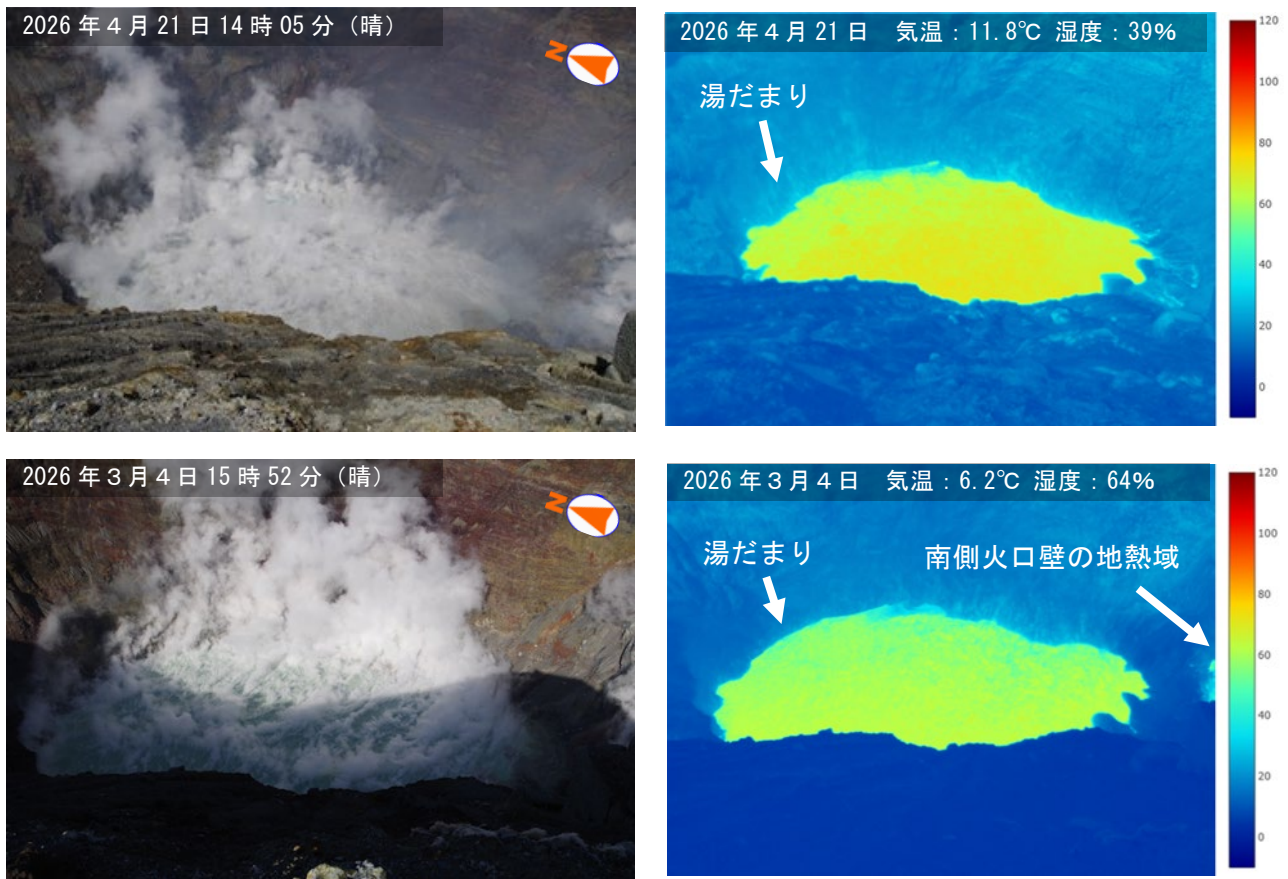 2026年4月21日14時05分（晴）
N
2026年4月21日　気温：11.8℃ 湿度：39%
湯だまり
120
100
80
60
40
20
0
2026年３月４日15時52分（晴）
N
2026年３月４日　気温：6.2℃ 湿度：64%
湯だまり
南側火口壁の地熱域
120
100
80
60
40
20
0